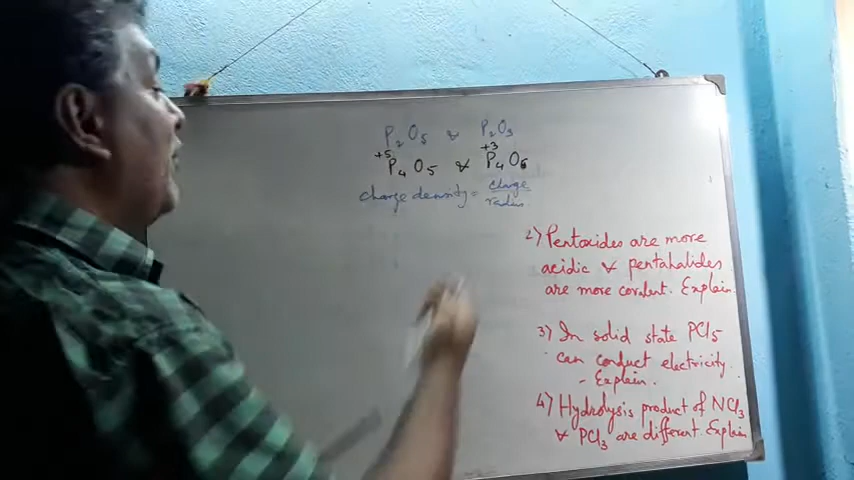 P₂O₅ & P₂O₃
+5 +3
P₄O₅ & P₄O₆
charge density = charge / radius
2) Pentoxides are more
acidic & pentahalides
are more covalent. Explain
3) In solid state PCl₅
can conduct electricity.
- Explain.
4) Hydrolysis product of NCl₃
& PCl₃ are different. Explain